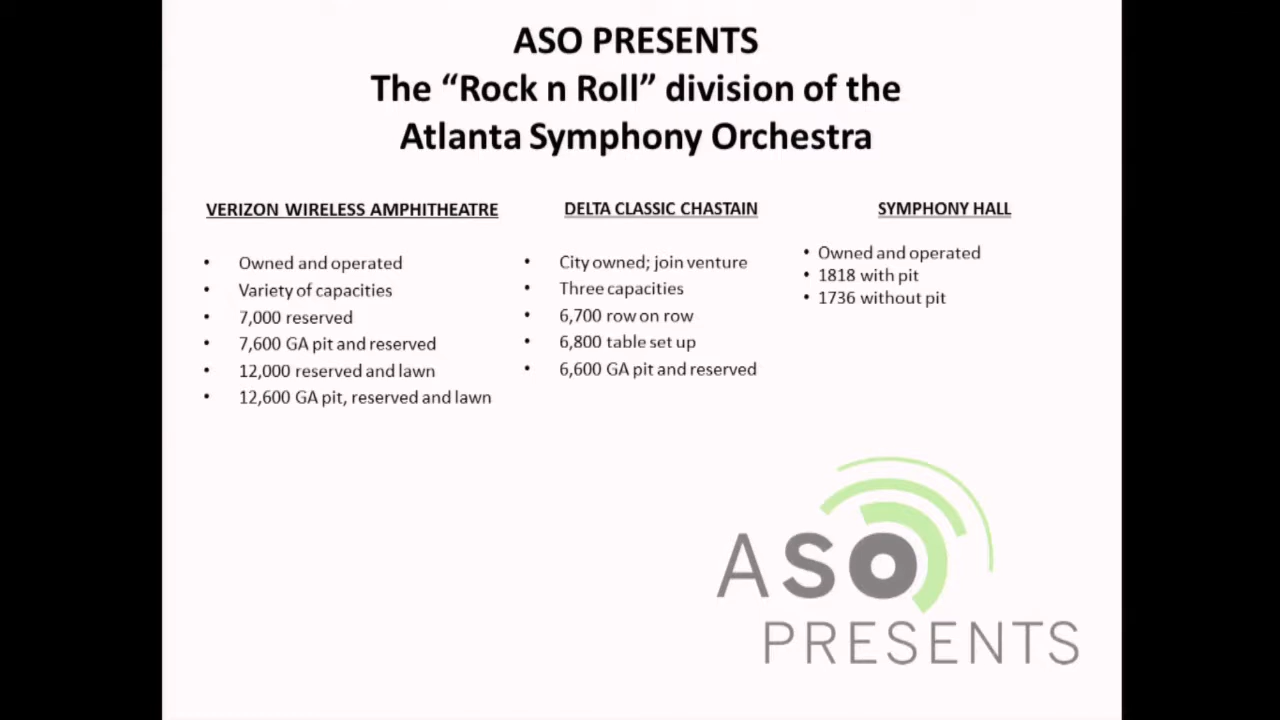 ASO PRESENTS
The “Rock n Roll” division of the
Atlanta Symphony Orchestra
VERIZON WIRELESS AMPHITHEATRE
• Owned and operated
• Variety of capacities
• 7,000 reserved
• 7,600 GA pit and reserved
• 12,000 reserved and lawn
• 12,600 GA pit, reserved and lawn
DELTA CLASSIC CHASTAIN
• City owned; join venture
• Three capacities
• 6,700 row on row
• 6,800 table set up
• 6,600 GA pit and reserved
SYMPHONY HALL
• Owned and operated
• 1818 with pit
• 1736 without pit
ASO
PRESENTS